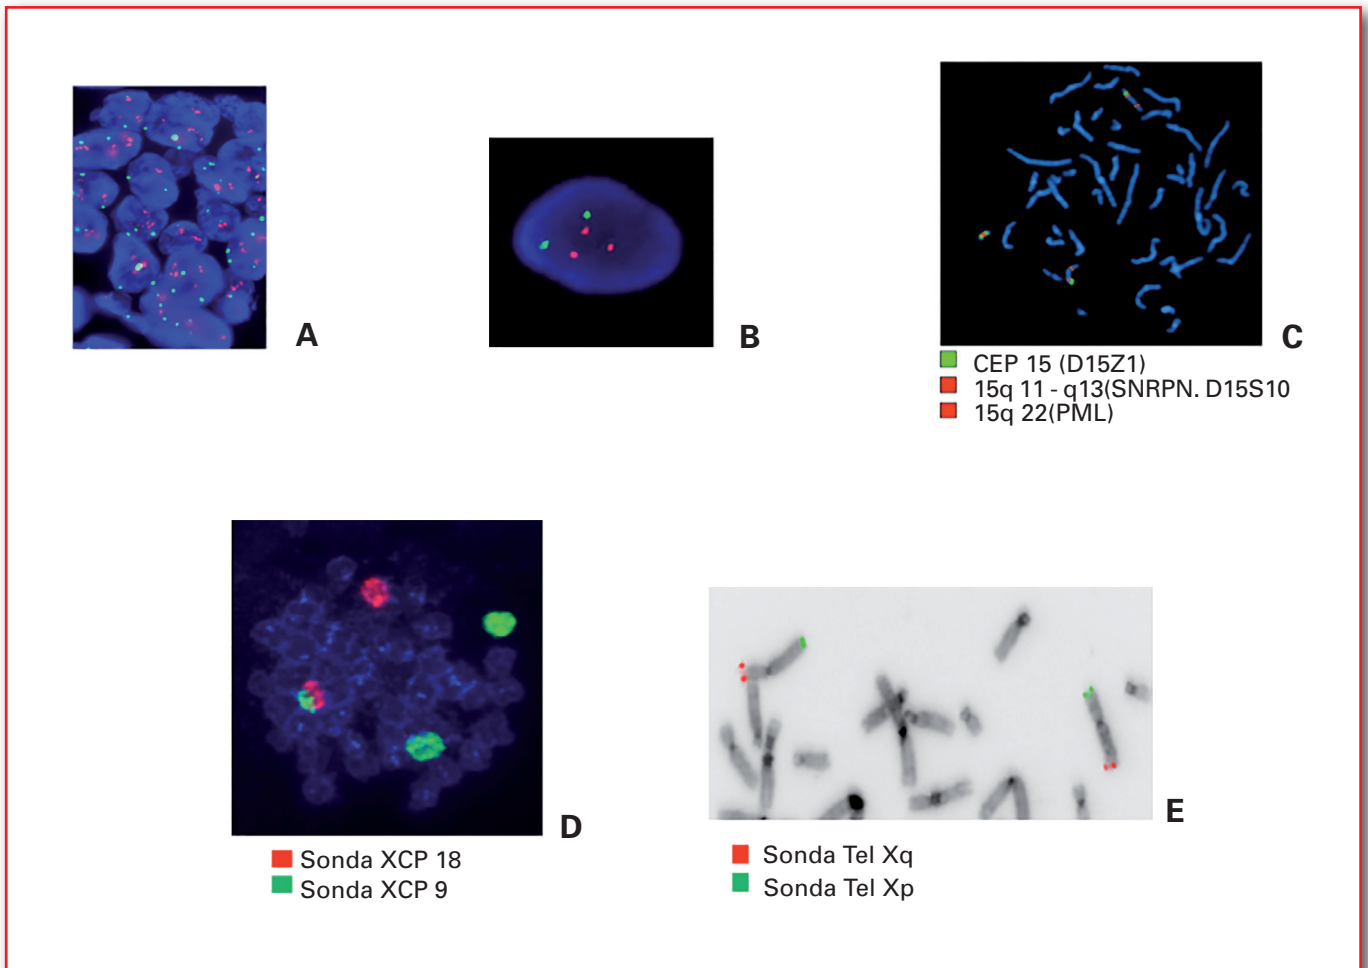 A
B
C
CEP 15 (D15Z1)
15q 11 - q13(SNRPN. D15S10
15q 22(PML)
D
Sonda XCP 18
Sonda XCP 9
E
Sonda Tel Xq
Sonda Tel Xp